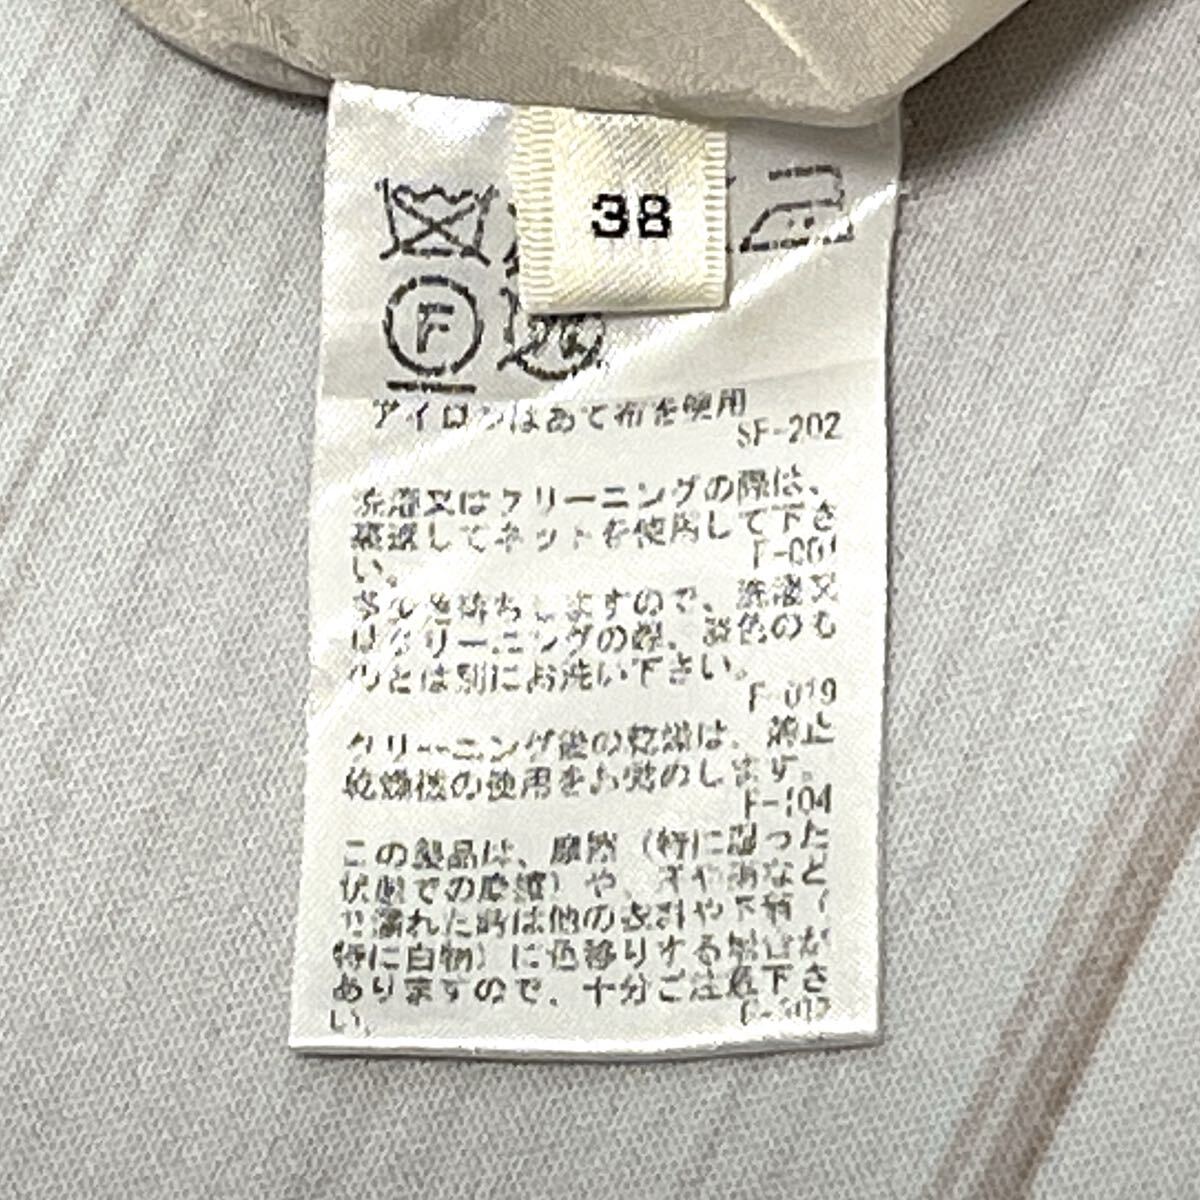 38
F
アイロンはあて布を使用
SF-202
洗濯又はクリーニングの際は、
裏返してネットを使用して下さ
い。
F-001
多少色落ちしますので、洗濯又
はクリーニングの際、淡色のも
のとは別にお洗い下さい。
F-019
クリーニング後の乾燥は、
乾燥機の使用をお勧めします。
F-104
この製品は、摩擦（特に湿った
状態での摩擦）や、汗や雨など
で濡れた時は他の衣料や下着（
特に白物）に色移りする場合が
ありますので、十分ご注意下さ
い。
F-302